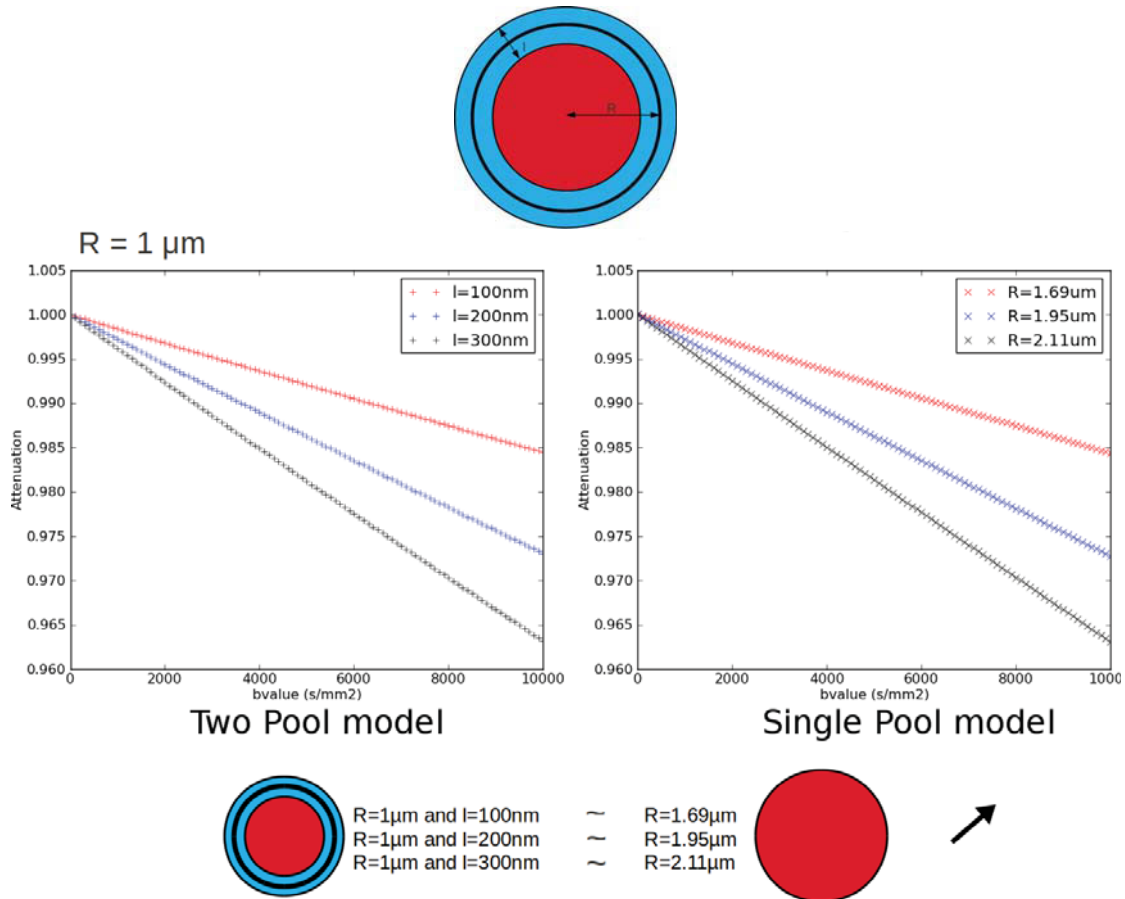 l
R
R = 1 µm
1.005
1.000
0.995
0.990
0.985
0.980
0.975
0.970
0.965
0.960
Attenuation
l=100nm
l=200nm
l=300nm
0 2000 4000 6000 8000 10000
bvalue (s/mm2)
Two Pool model
1.005
1.000
0.995
0.990
0.985
0.980
0.975
0.970
0.965
0.960
Attenuation
R=1.69um
R=1.95um
R=2.11um
0 2000 4000 6000 8000 1000
bvalue (s/mm2)
Single Pool model
R=1µm and l=100nm ~ R=1.69µm
R=1µm and l=200nm ~ R=1.95µm
R=1µm and l=300nm ~ R=2.11µm